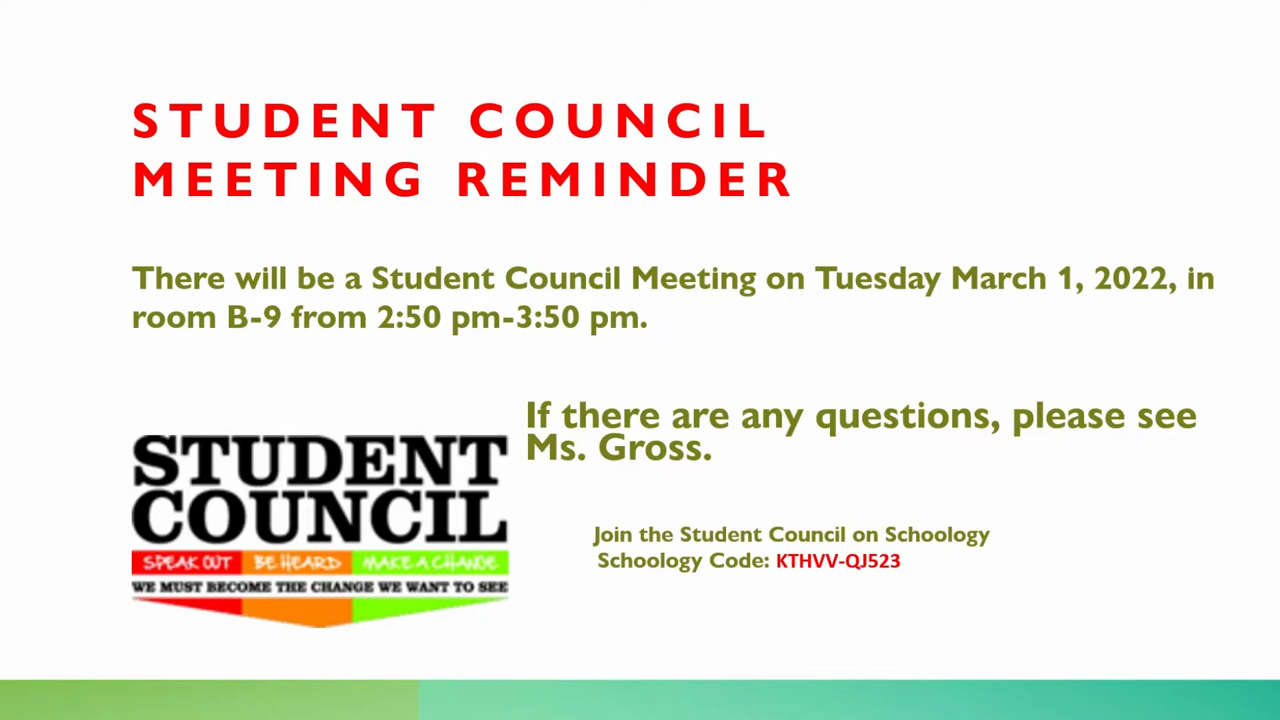 STUDENT COUNCIL
MEETING REMINDER
There will be a Student Council Meeting on Tuesday March 1, 2022, in
room B-9 from 2:50 pm-3:50 pm.
If there are any questions, please see
Ms. Gross.
STUDENT
COUNCIL
SPEAK OUT BE HEARD MAKE A CHANGE
WE MUST BECOME THE CHANGE WE WANT TO SEE
Join the Student Council on Schoology
Schoology Code: KTHVV-QJ523